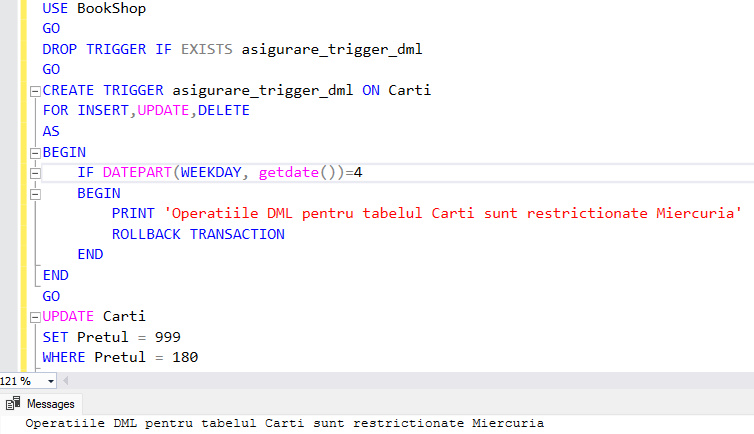 USE BookShop
GO
DROP TRIGGER IF EXISTS asigurare_trigger_dml
GO
CREATE TRIGGER asigurare_trigger_dml ON Carti
FOR INSERT,UPDATE,DELETE
AS
BEGIN
IF DATEPART(WEEKDAY, getdate())=4
BEGIN
PRINT 'Operatiile DML pentru tabelul Carti sunt restrictionate Miercuria'
ROLLBACK TRANSACTION
END
END
GO
UPDATE Carti
SET Pretul = 999
WHERE Pretul = 180
121 %
Messages
Operatiile DML pentru tabelul Carti sunt restrictionate Miercuria